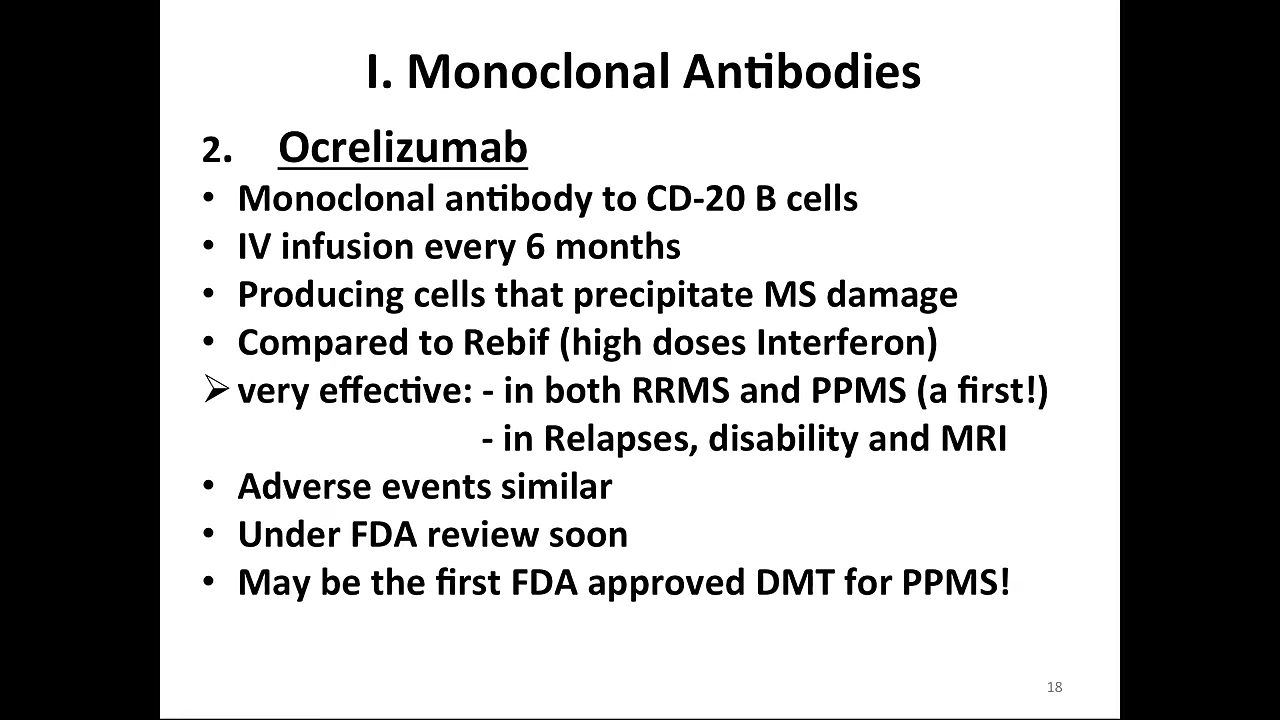 I. Monoclonal Antibodies
2. Ocrelizumab
• Monoclonal antibody to CD-20 B cells
• IV infusion every 6 months
• Producing cells that precipitate MS damage
• Compared to Rebif (high doses Interferon)
➢ very effective: - in both RRMS and PPMS (a first!)
- in Relapses, disability and MRI
• Adverse events similar
• Under FDA review soon
• May be the first FDA approved DMT for PPMS!
18